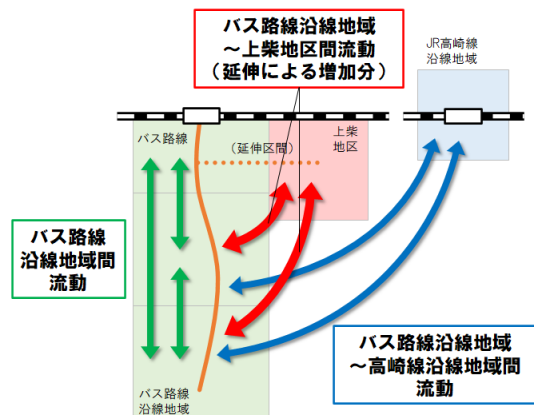 バス路線沿線地域
～上柴地区間流動
（延伸による増加分）
JR高崎線
沿線地域
バス路線
（延伸区間）
上柴
地区
バス路線
沿線地域間
流動
バス路線沿線地域
～高崎線沿線地域間
流動
バス路線
沿線地域